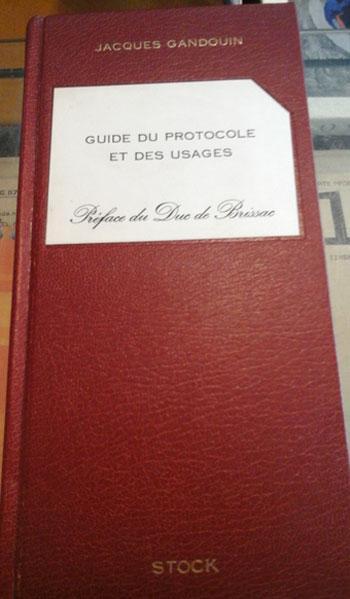 JACQUES GANDOUIN
GUIDE DU PROTOCOLE
ET DES USAGES
Préface du Duc de Brissac
STOCK